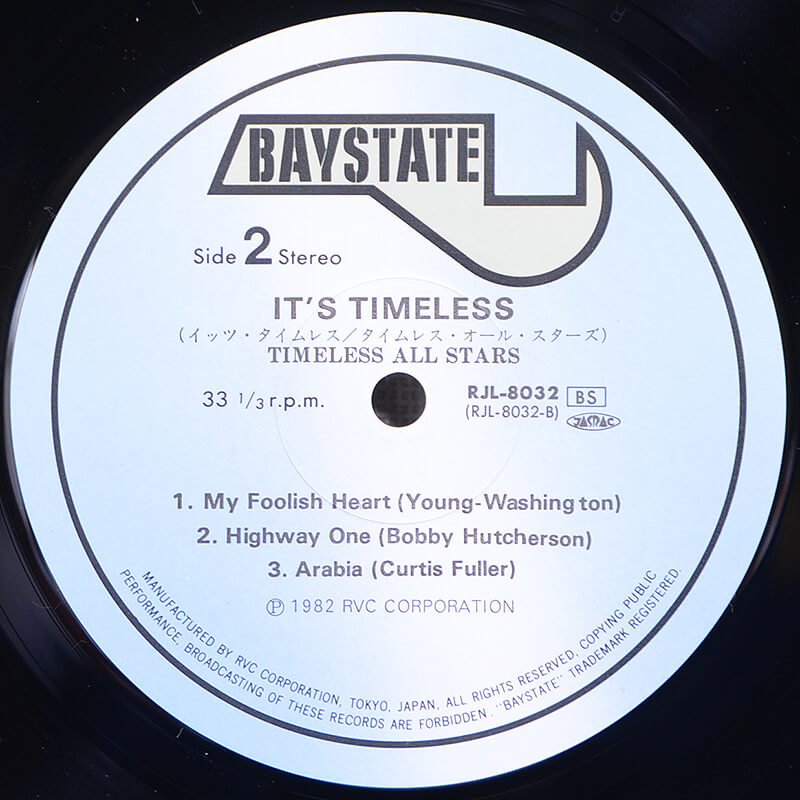 BAYSTATE
Side 2 Stereo
IT'S TIMELESS
(イッツ・タイムレス/タイムレス・オール・スターズ)
TIMELESS ALL STARS
33 1/3 r.p.m.
RJL-8032 BS
(RJL-8032-B) JASRAC
1. My Foolish Heart (Young-Washington)
2. Highway One (Bobby Hutcherson)
3. Arabia (Curtis Fuller)
Ⓟ 1982 RVC CORPORATION
MANUFACTURED BY RVC CORPORATION, TOKYO, JAPAN, ALL RIGHTS RESERVED, COPYING PUBLIC
PERFORMANCE, BROADCASTING OF THESE RECORDS ARE FORBIDDEN. "BAYSTATE" TRADEMARK REGISTERED.